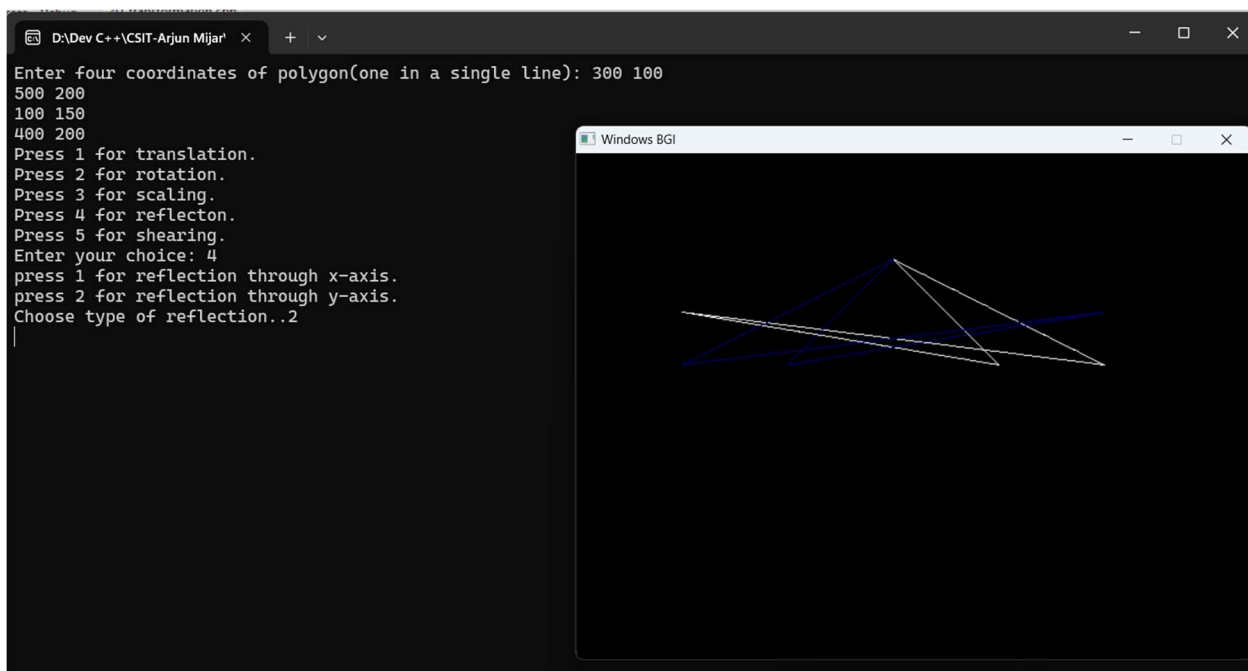 D:\Dev C++\CSIT-Arjun Mijar\
Enter four coordinates of polygon(one in a single line): 300 100
500 200
100 150
400 200
Press 1 for translation.
Press 2 for rotation.
Press 3 for scaling.
Press 4 for reflecton.
Press 5 for shearing.
Enter your choice: 4
press 1 for reflection through x-axis.
press 2 for reflection through y-axis.
Choose type of reflection..2
Windows BGI